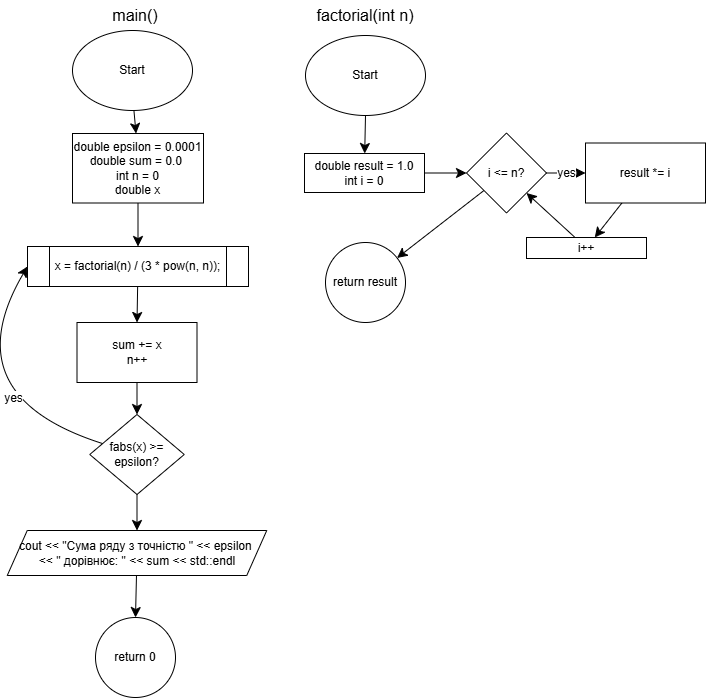 main()
Start
double epsilon = 0.0001
double sum = 0.0
int n = 0
double x
x = factorial(n) / (3 * pow(n, n));
sum += x
n++
yes
fabs(x) >=
epsilon?
cout << "Сума ряду з точністю " << epsilon
<< " дорівнює: " << sum << std::endl
return 0
factorial(int n)
Start
double result = 1.0
int i = 0
i <= n?
yes
result *= i
i++
return result